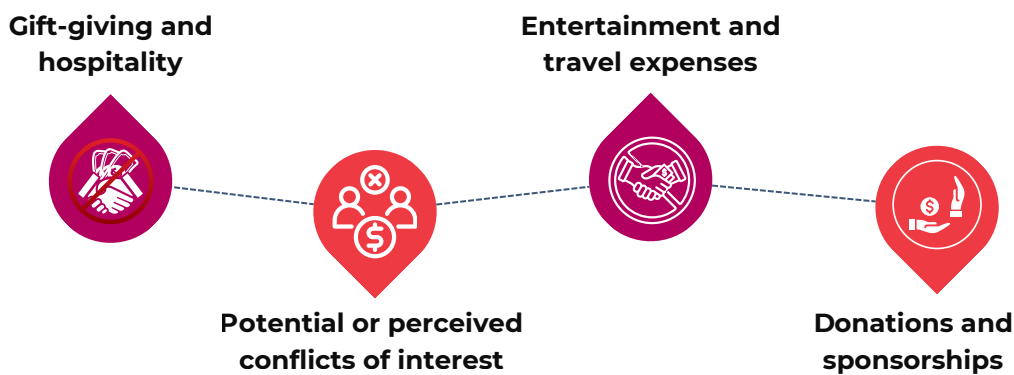 Gift-giving and
hospitality
Potential or perceived
conflicts of interest
Entertainment and
travel expenses
Donations and
sponsorships